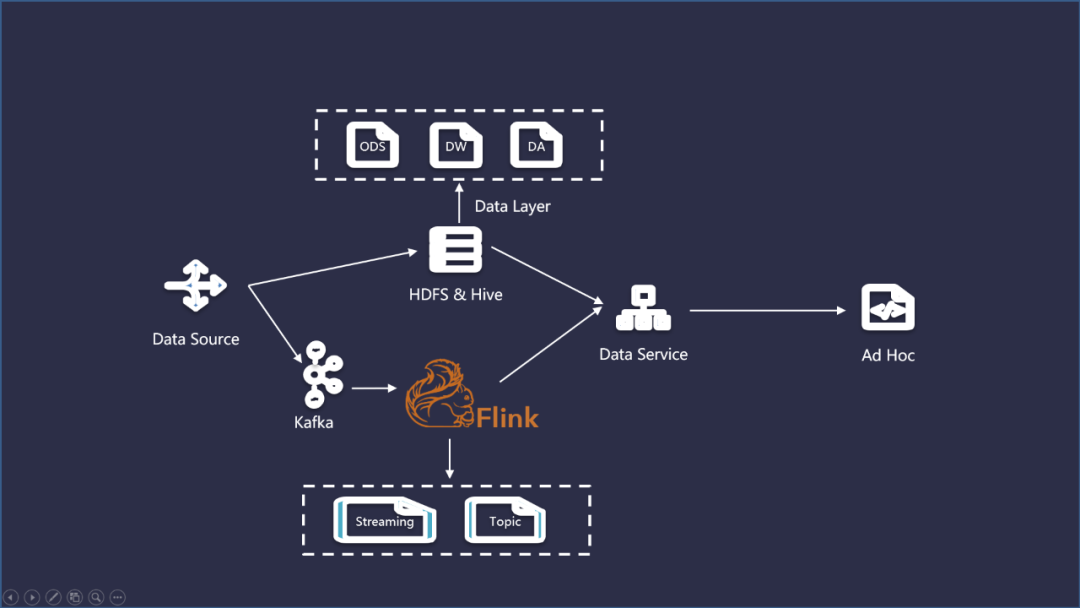 ODS
DW
DA
Data Layer
HDFS & Hive
Data Source
Data Service
Ad Hoc
Kafka
Flink
Streaming
Topic